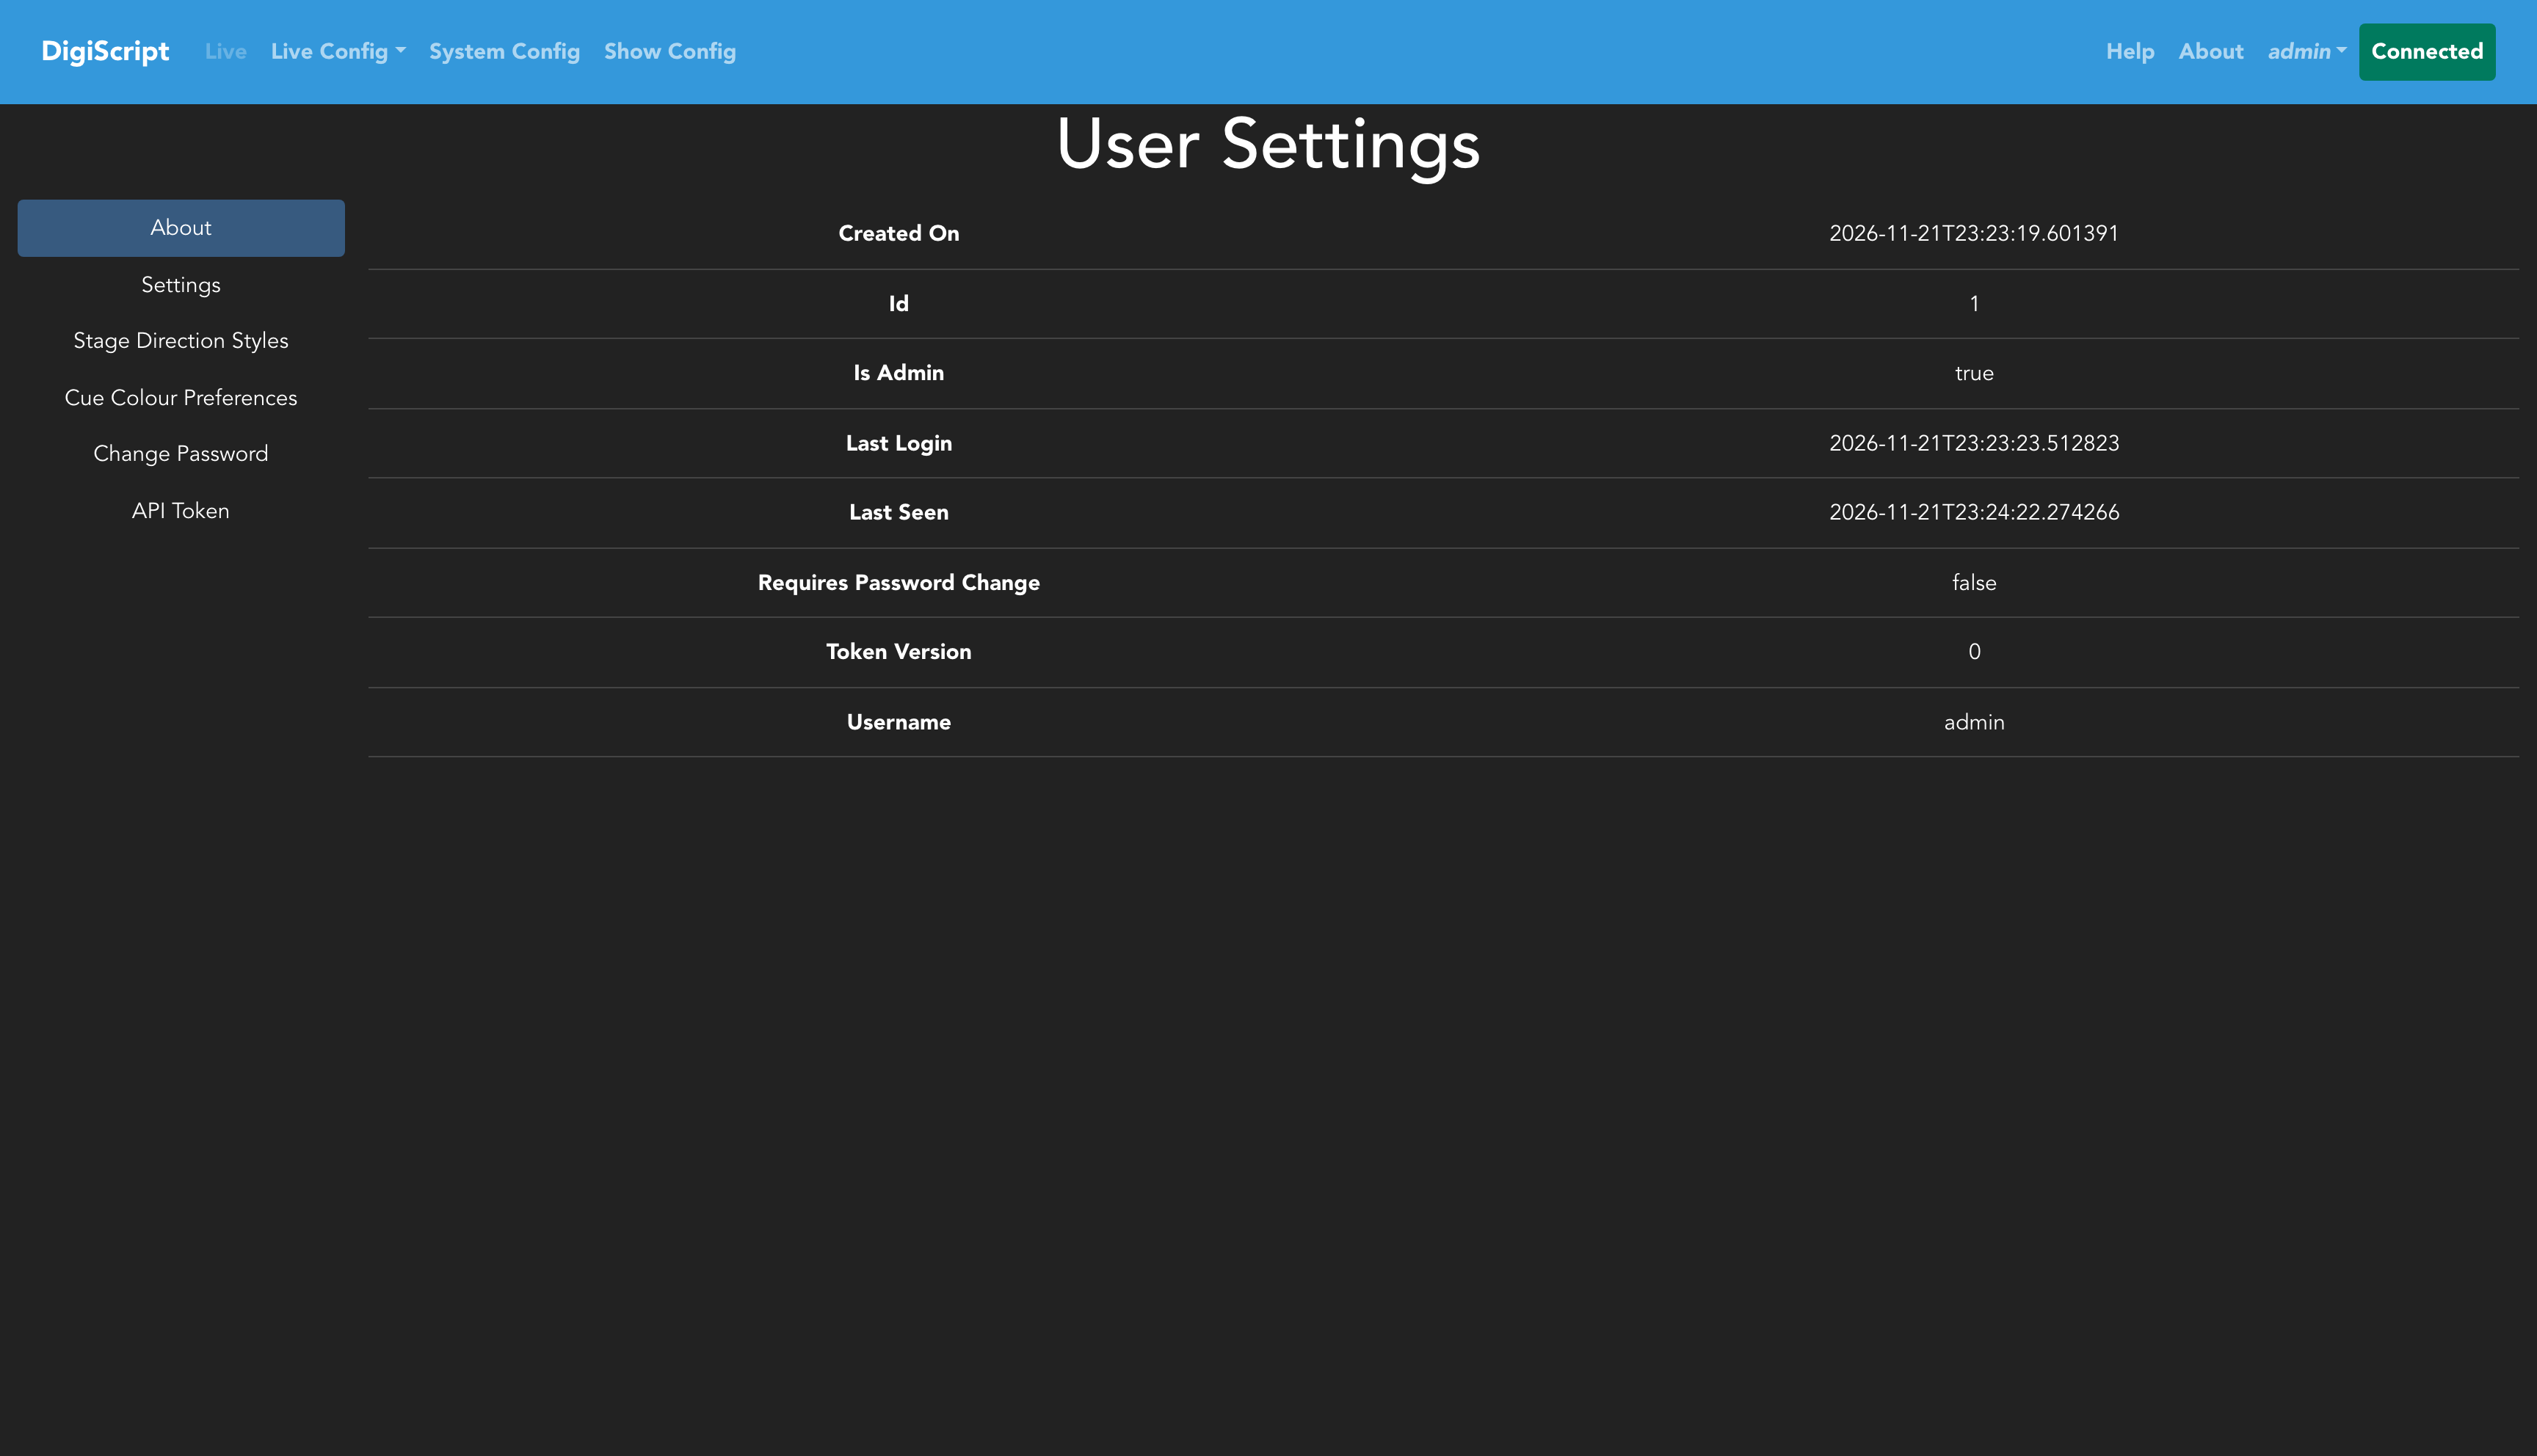 DigiScript Live Live Config System Config Show Config Help About admin Connected
User Settings
About
Settings
Stage Direction Styles
Cue Colour Preferences
Change Password
API Token
Created On 2026-11-21T23:23:19.601391
Id 1
Is Admin true
Last Login 2026-11-21T23:23:23.512823
Last Seen 2026-11-21T23:24:22.274266
Requires Password Change false
Token Version 0
Username admin